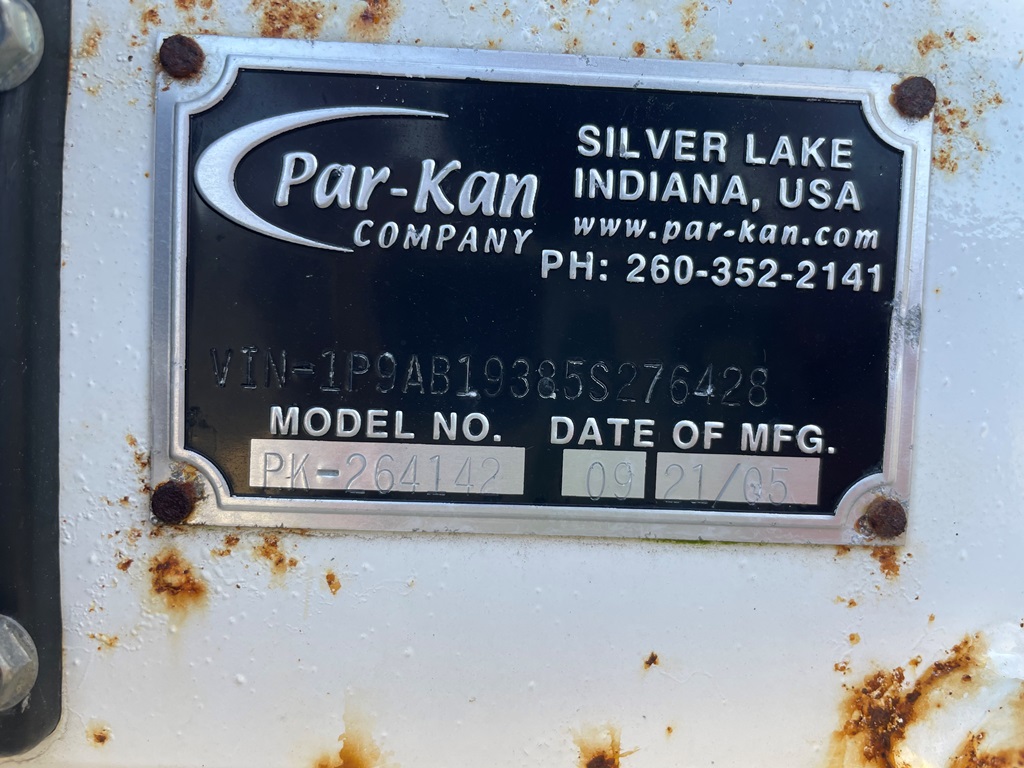 Par-Kan
COMPANY
SILVER LAKE
INDIANA, USA
www.par-kan.com
PH: 260-352-2141
VIN-1P9AB19385S276428
MODEL NO. DATE OF MFG.
PK-264142 09 21/05